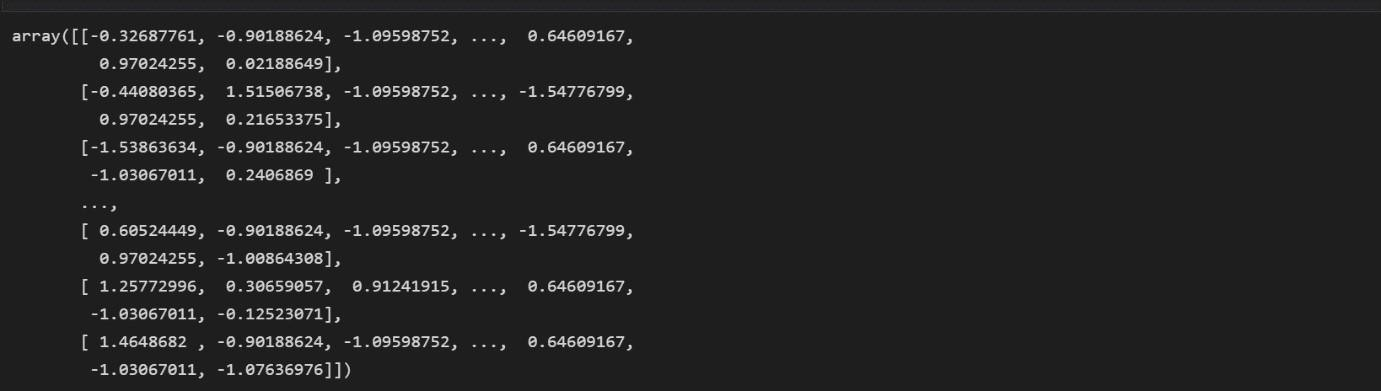 array([[-0.32687761, -0.90188624, -1.09598752, ...,  0.64609167,
         0.97024255,  0.02188649],
       [-0.44080365,  1.51506738, -1.09598752, ..., -1.54776799,
         0.97024255,  0.21653375],
       [-1.53863634, -0.90188624, -1.09598752, ...,  0.64609167,
        -1.03067011,  0.2406869 ],
       ...,
       [ 0.60524449, -0.90188624, -1.09598752, ..., -1.54776799,
         0.97024255, -1.00864308],
       [ 1.25772996,  0.30659057,  0.91241915, ...,  0.64609167,
        -1.03067011, -0.12523071],
       [ 1.4648682 , -0.90188624, -1.09598752, ...,  0.64609167,
        -1.03067011, -1.07636976]])